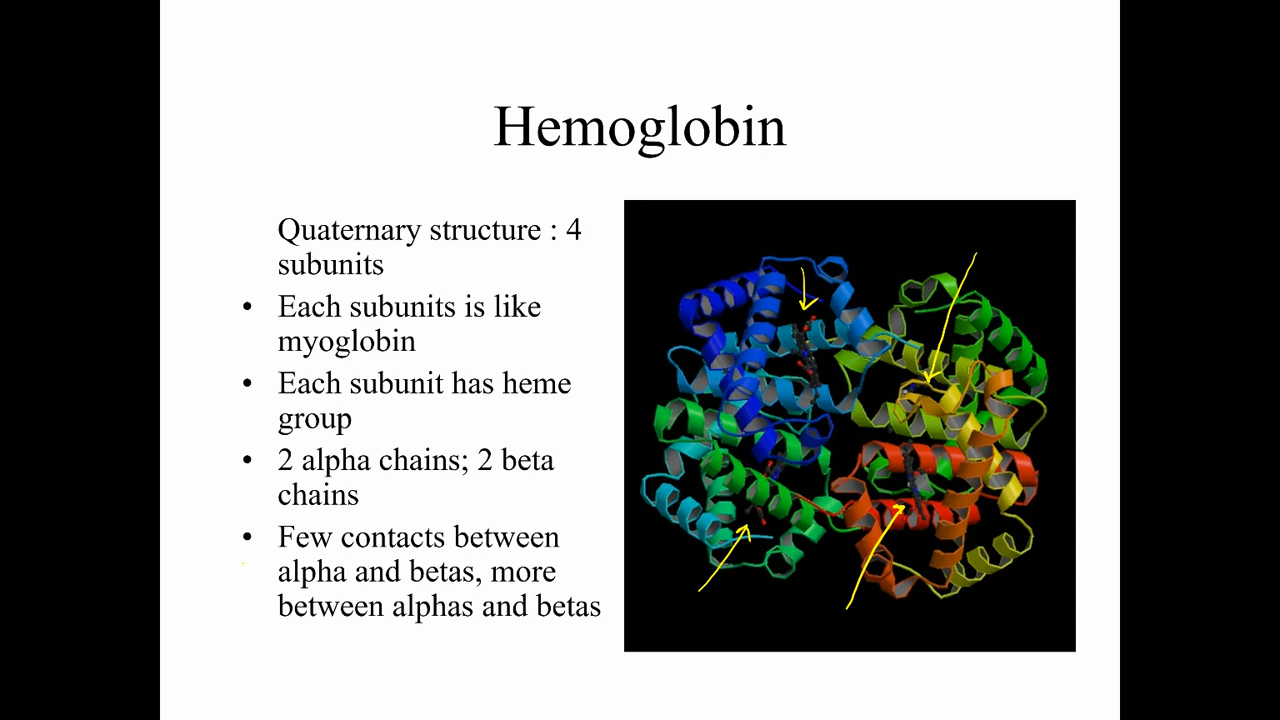 Hemoglobin
Quaternary structure : 4
subunits
• Each subunits is like
myoglobin
• Each subunit has heme
group
• 2 alpha chains; 2 beta
chains
• Few contacts between
alpha and betas, more
between alphas and betas